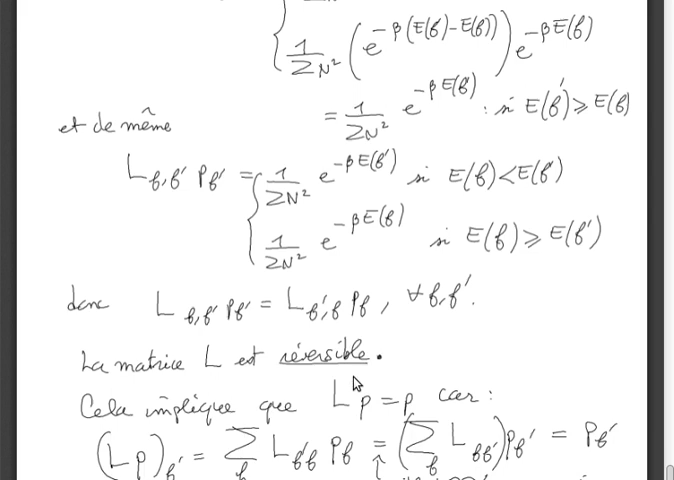 1/(ZN²) (e^{-β(E(b')-E(b))}) e^{-βE(b)}
= 1/(ZN²) e^{-βE(b')} : si E(b') ⩾ E(b)
et de même
L_{b,b'} P_{b'} = { 1/(ZN²) e^{-βE(b')} si E(b) < E(b')
1/(ZN²) e^{-βE(b)} si E(b) ⩾ E(b')
donc L_{b,b'} P_{b'} = L_{b',b} P_b , ∀ b,b'.
La matrice L est réversible.
Cela implique que Lp = p car :
(Lp)_{b'} = Σ_b L_{b'b} P_b = (Σ_b L_{bb'}) P_{b'} = P_{b'}